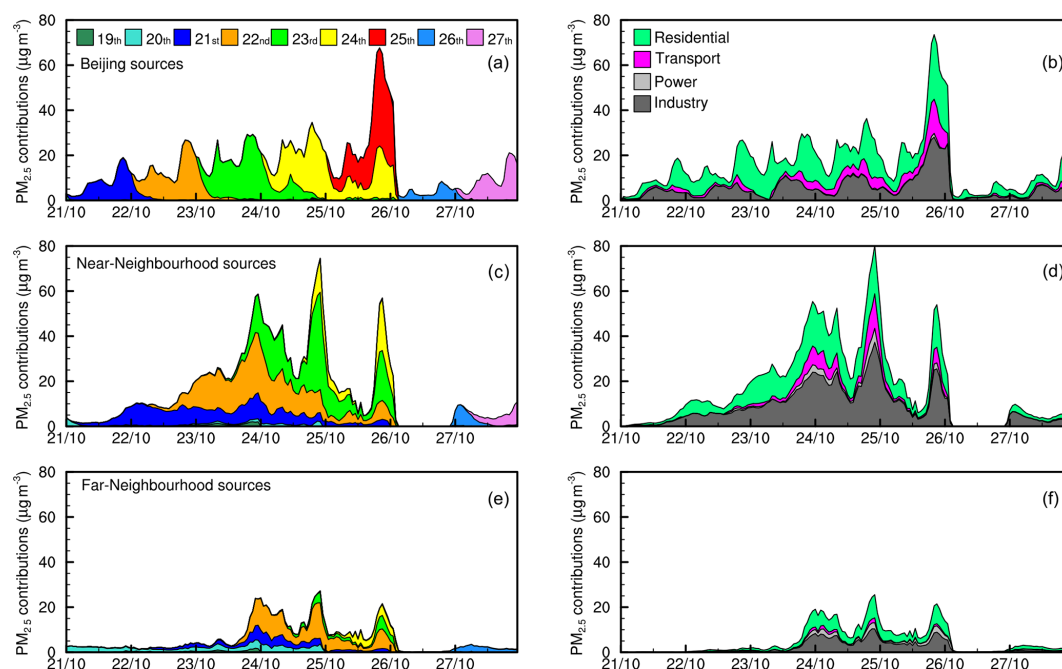 PM2.5 contributions (µg m-3)
80
60
40
20
0
19th 20th 21st 22nd 23rd 24th 25th 26th 27th
Beijing sources
(a)
21/10 22/10 23/10 24/10 25/10 26/10 27/10
PM2.5 contributions (µg m-3)
80
60
40
20
0
Residential
Transport
Power
Industry
(b)
21/10 22/10 23/10 24/10 25/10 26/10 27/10
PM2.5 contributions (µg m-3)
80
60
40
20
0
Near-Neighbourhood sources
(c)
21/10 22/10 23/10 24/10 25/10 26/10 27/10
PM2.5 contributions (µg m-3)
80
60
40
20
0
(d)
21/10 22/10 23/10 24/10 25/10 26/10 27/10
PM2.5 contributions (µg m-3)
80
60
40
20
0
Far-Neighbourhood sources
(e)
21/10 22/10 23/10 24/10 25/10 26/10 27/10
PM2.5 contributions (µg m-3)
80
60
40
20
0
(f)
21/10 22/10 23/10 24/10 25/10 26/10 27/10